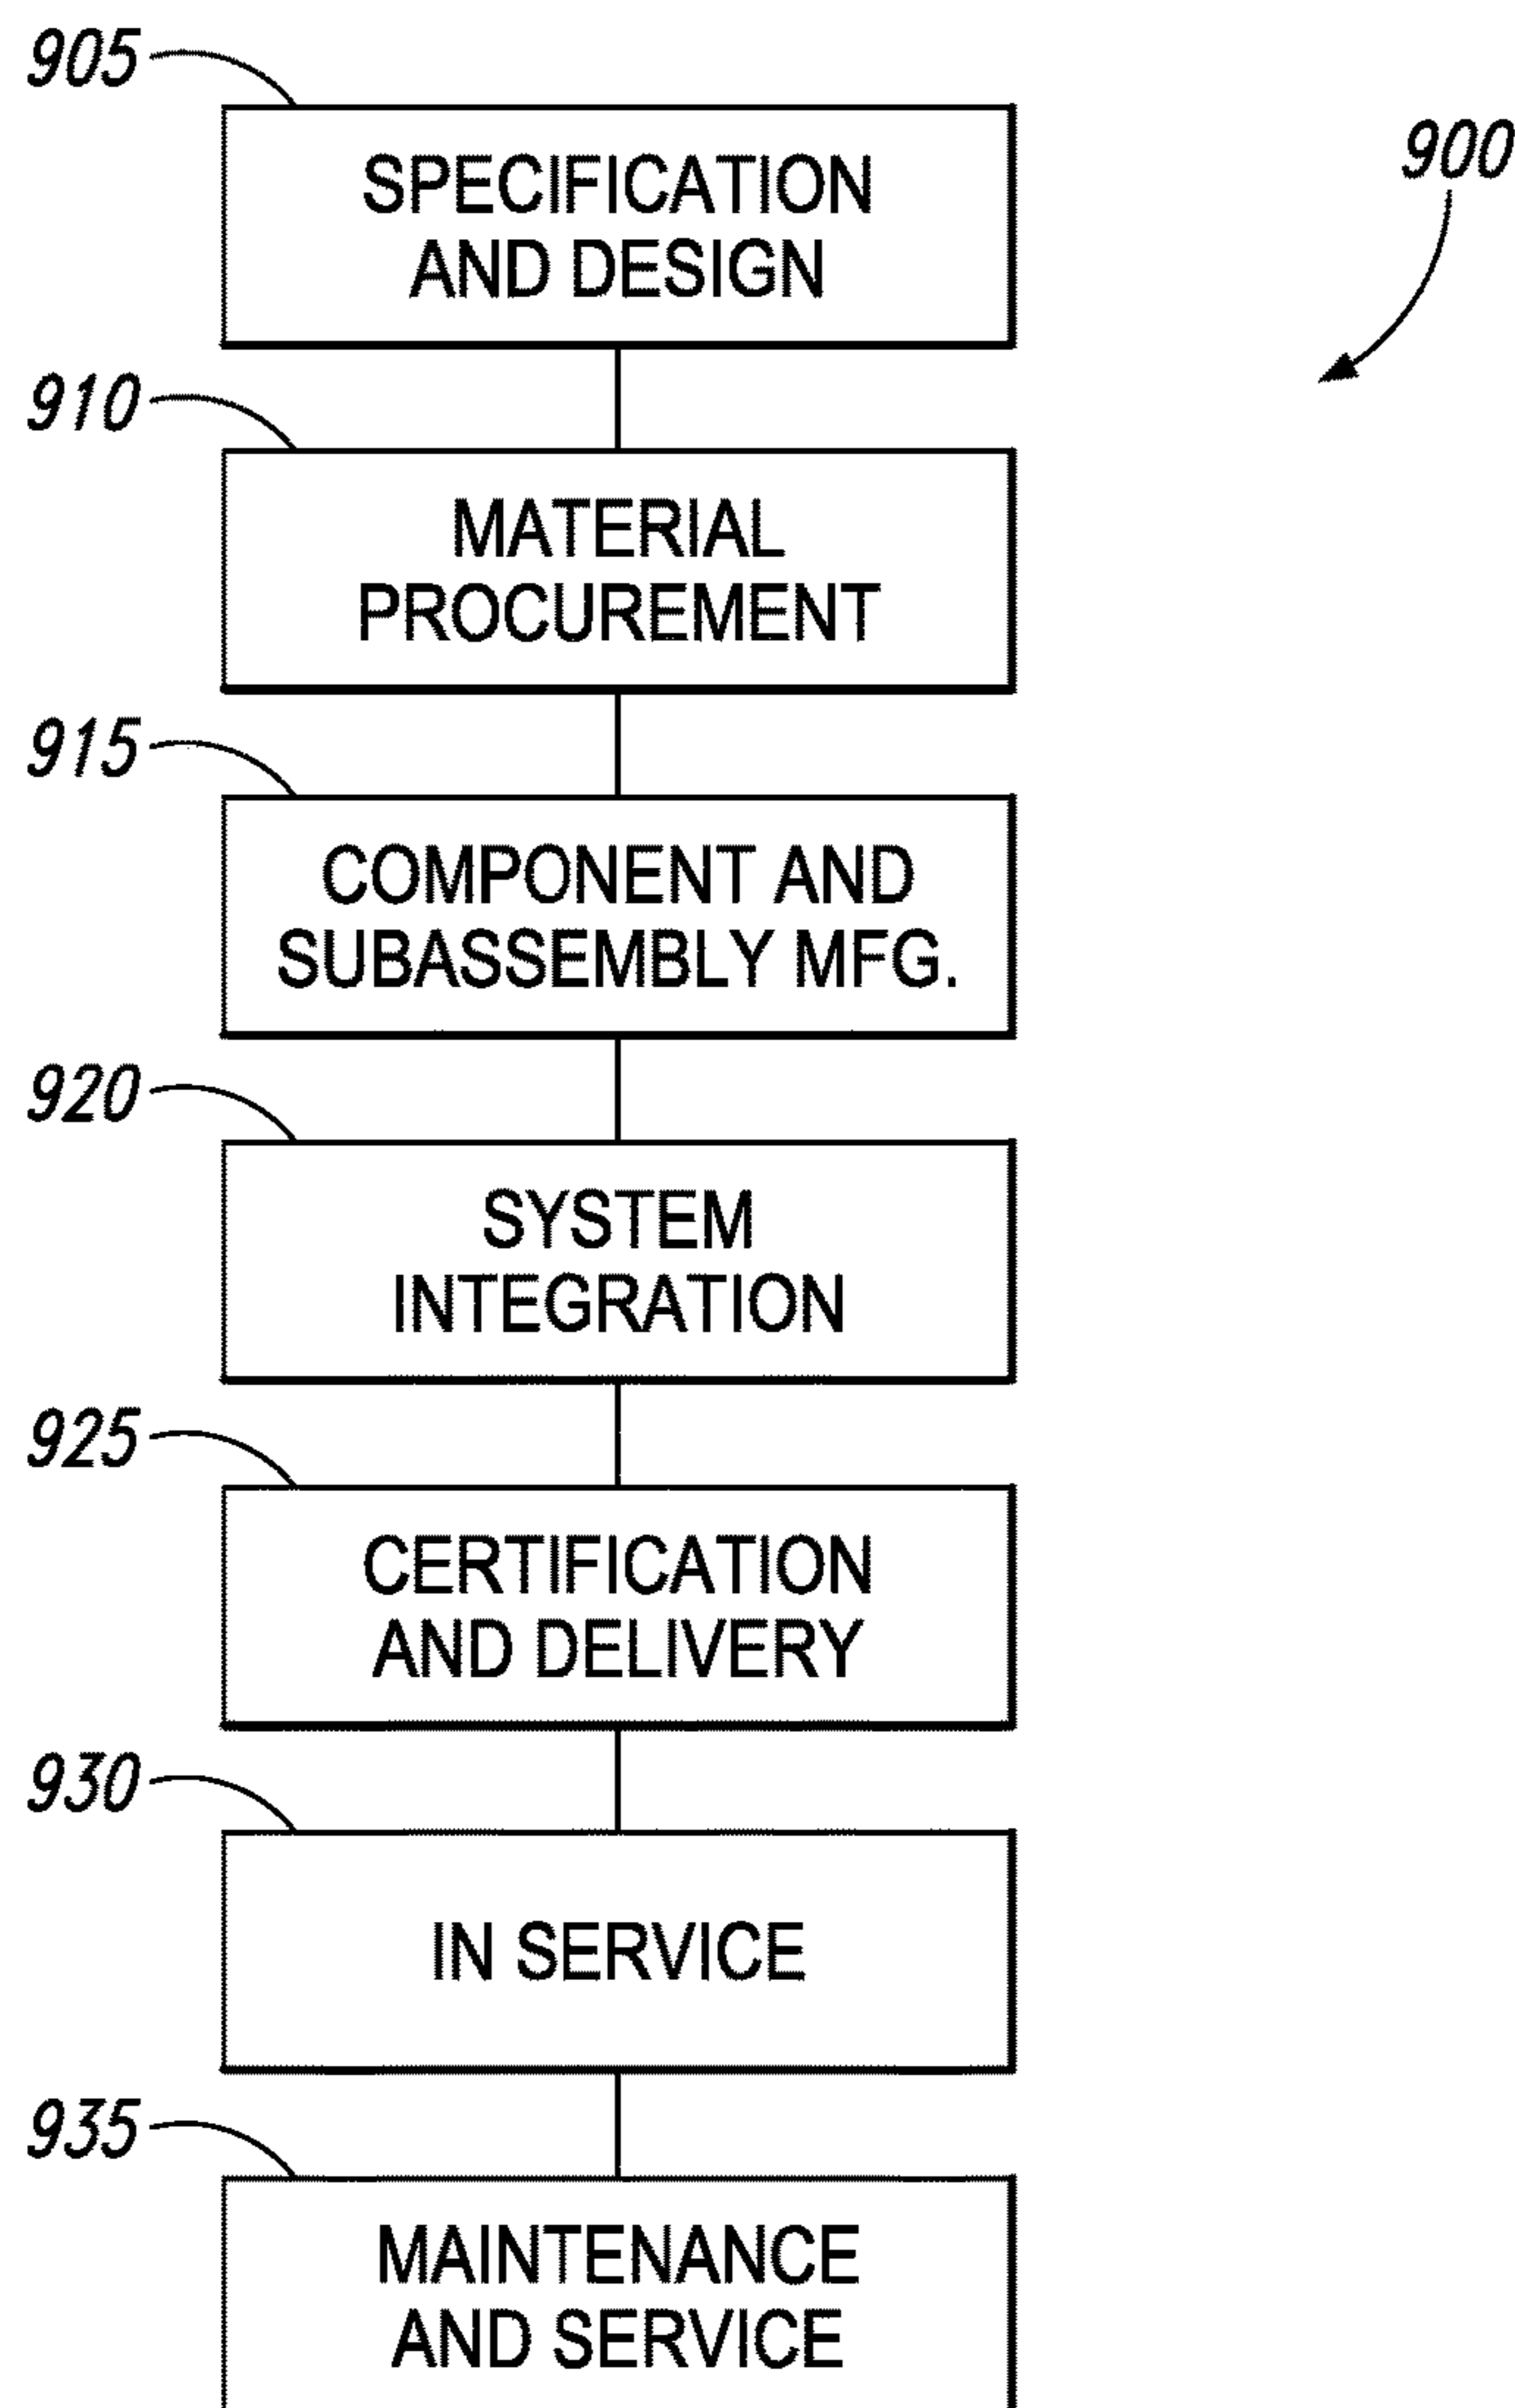 905
SPECIFICATION
AND DESIGN
900
910
MATERIAL
PROCUREMENT
915
COMPONENT AND
SUBASSEMBLY MFG.
920
SYSTEM
INTEGRATION
925
CERTIFICATION
AND DELIVERY
930
IN SERVICE
935
MAINTENANCE
AND SERVICE